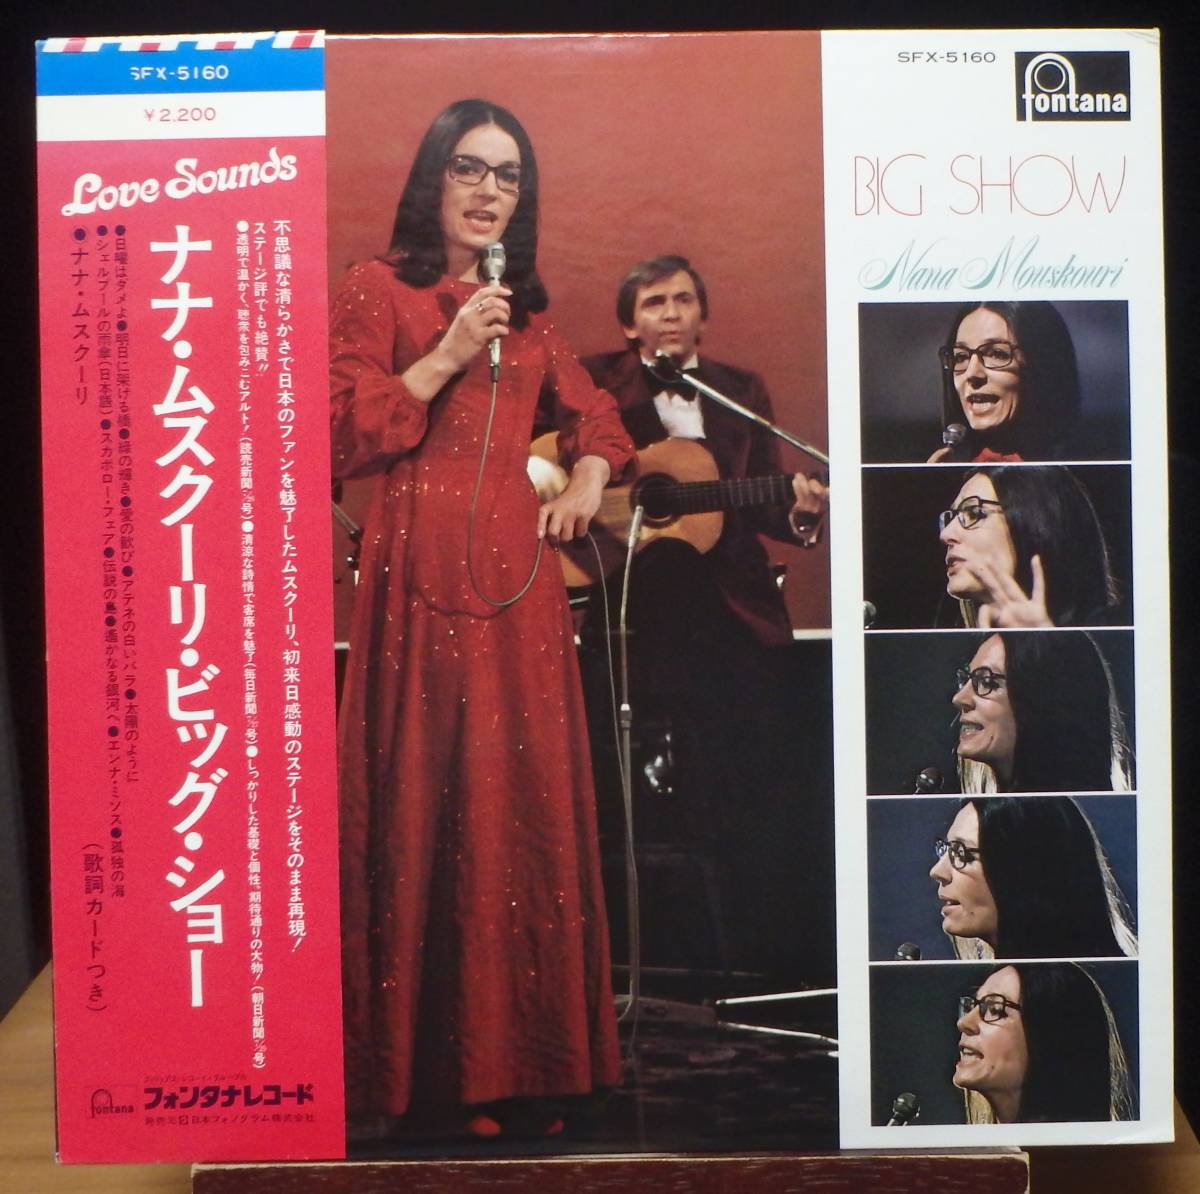 SFX-5160
¥2,200
Love Sounds
不思議な清らかさで日本のファンを魅了したムスクーリ、初来日感動のステージをそのまま再現!
ステージ評でも絶賛!!
●透明で温かく、聴衆を包みこむアルト!(読売新聞 号)●清涼な詩情で客席を魅了(毎日新聞 号)●しっかりした基礎と個性、期待通りの大物!(朝日新聞 号)
ナナ・ムスクーリ・ビッグ・ショー
●日曜はダメよ●明日に架ける橋●緑の輝き●愛の歓び●アテネの白いバラ●太陽のように
●シェルブールの雨傘(日本語)●スカボロー・フェア●伝説の島●遙かなる銀河へ●エンナ・ミソス●孤独の海
●ナナ・ムスクーリ
(歌詞カードつき)
fontana
フォンタナレコード
発売元 日本フォノグラム株式会社
SFX-5160
fontana
BIG SHOW
Nana Mouskouri